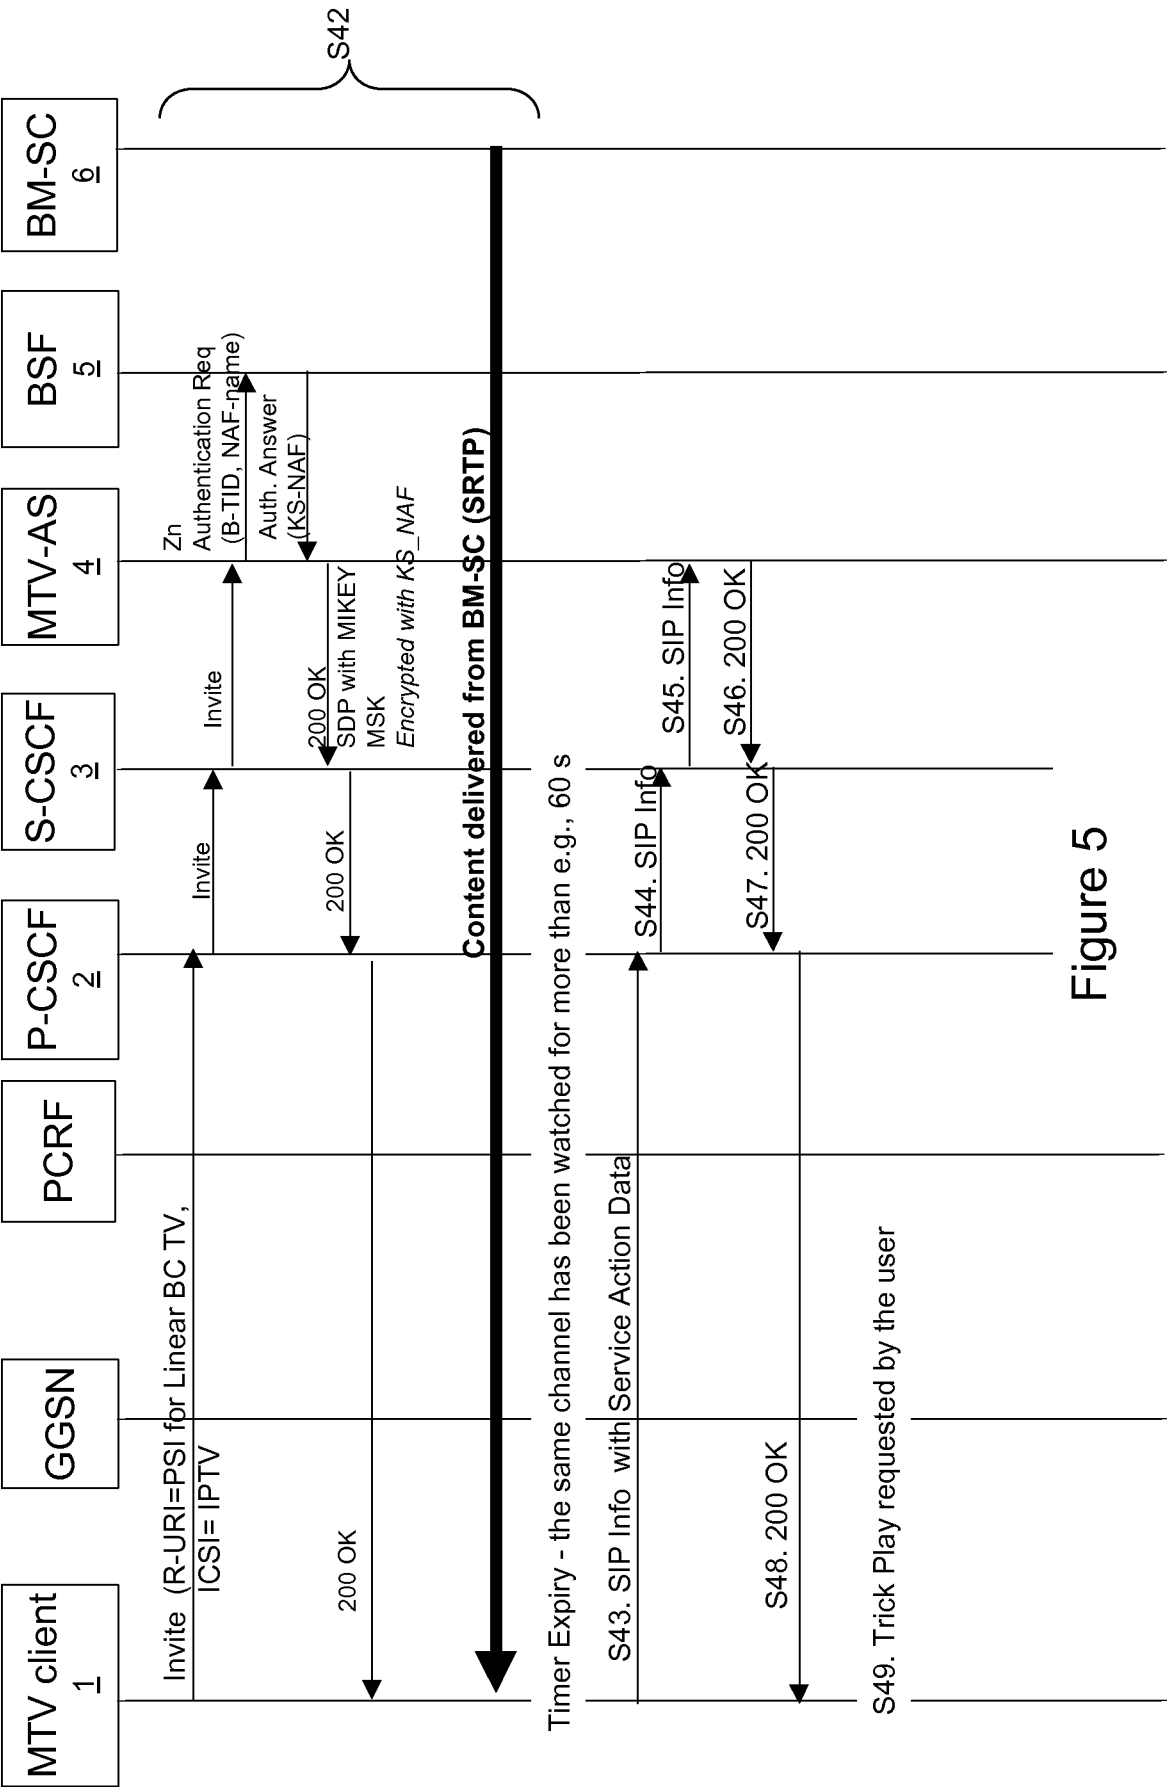 MTV client
1
GGSN
PCRF
P-CSCF
2
S-CSCF
3
MTV-AS
4
BSF
5
BM-SC
6
Invite (R-URI=PSI for Linear BC TV,
ICSI= IPTV
Invite
Invite
Zn
Authentication Req
(B-TID, NAF-name)
Auth. Answer
(KS-NAF)
200 OK
SDP with MIKEY
MSK
Encrypted with KS_NAF
200 OK
200 OK
S42
Content delivered from BM-SC (SRTP)
Timer Expiry - the same channel has been watched for more than e.g., 60 s
S43. SIP Info with Service Action Data
S44. SIP Info
S45. SIP Info
S46. 200 OK
S47. 200 OK
S48. 200 OK
S49. Trick Play requested by the user
Figure 5